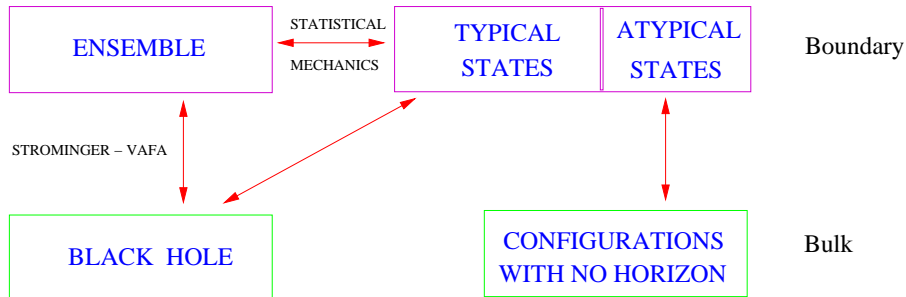 ENSEMBLE
STATISTICAL
MECHANICS
TYPICAL
STATES
ATYPICAL
STATES
Boundary
STROMINGER – VAFA
BLACK HOLE
CONFIGURATIONS
WITH NO HORIZON
Bulk